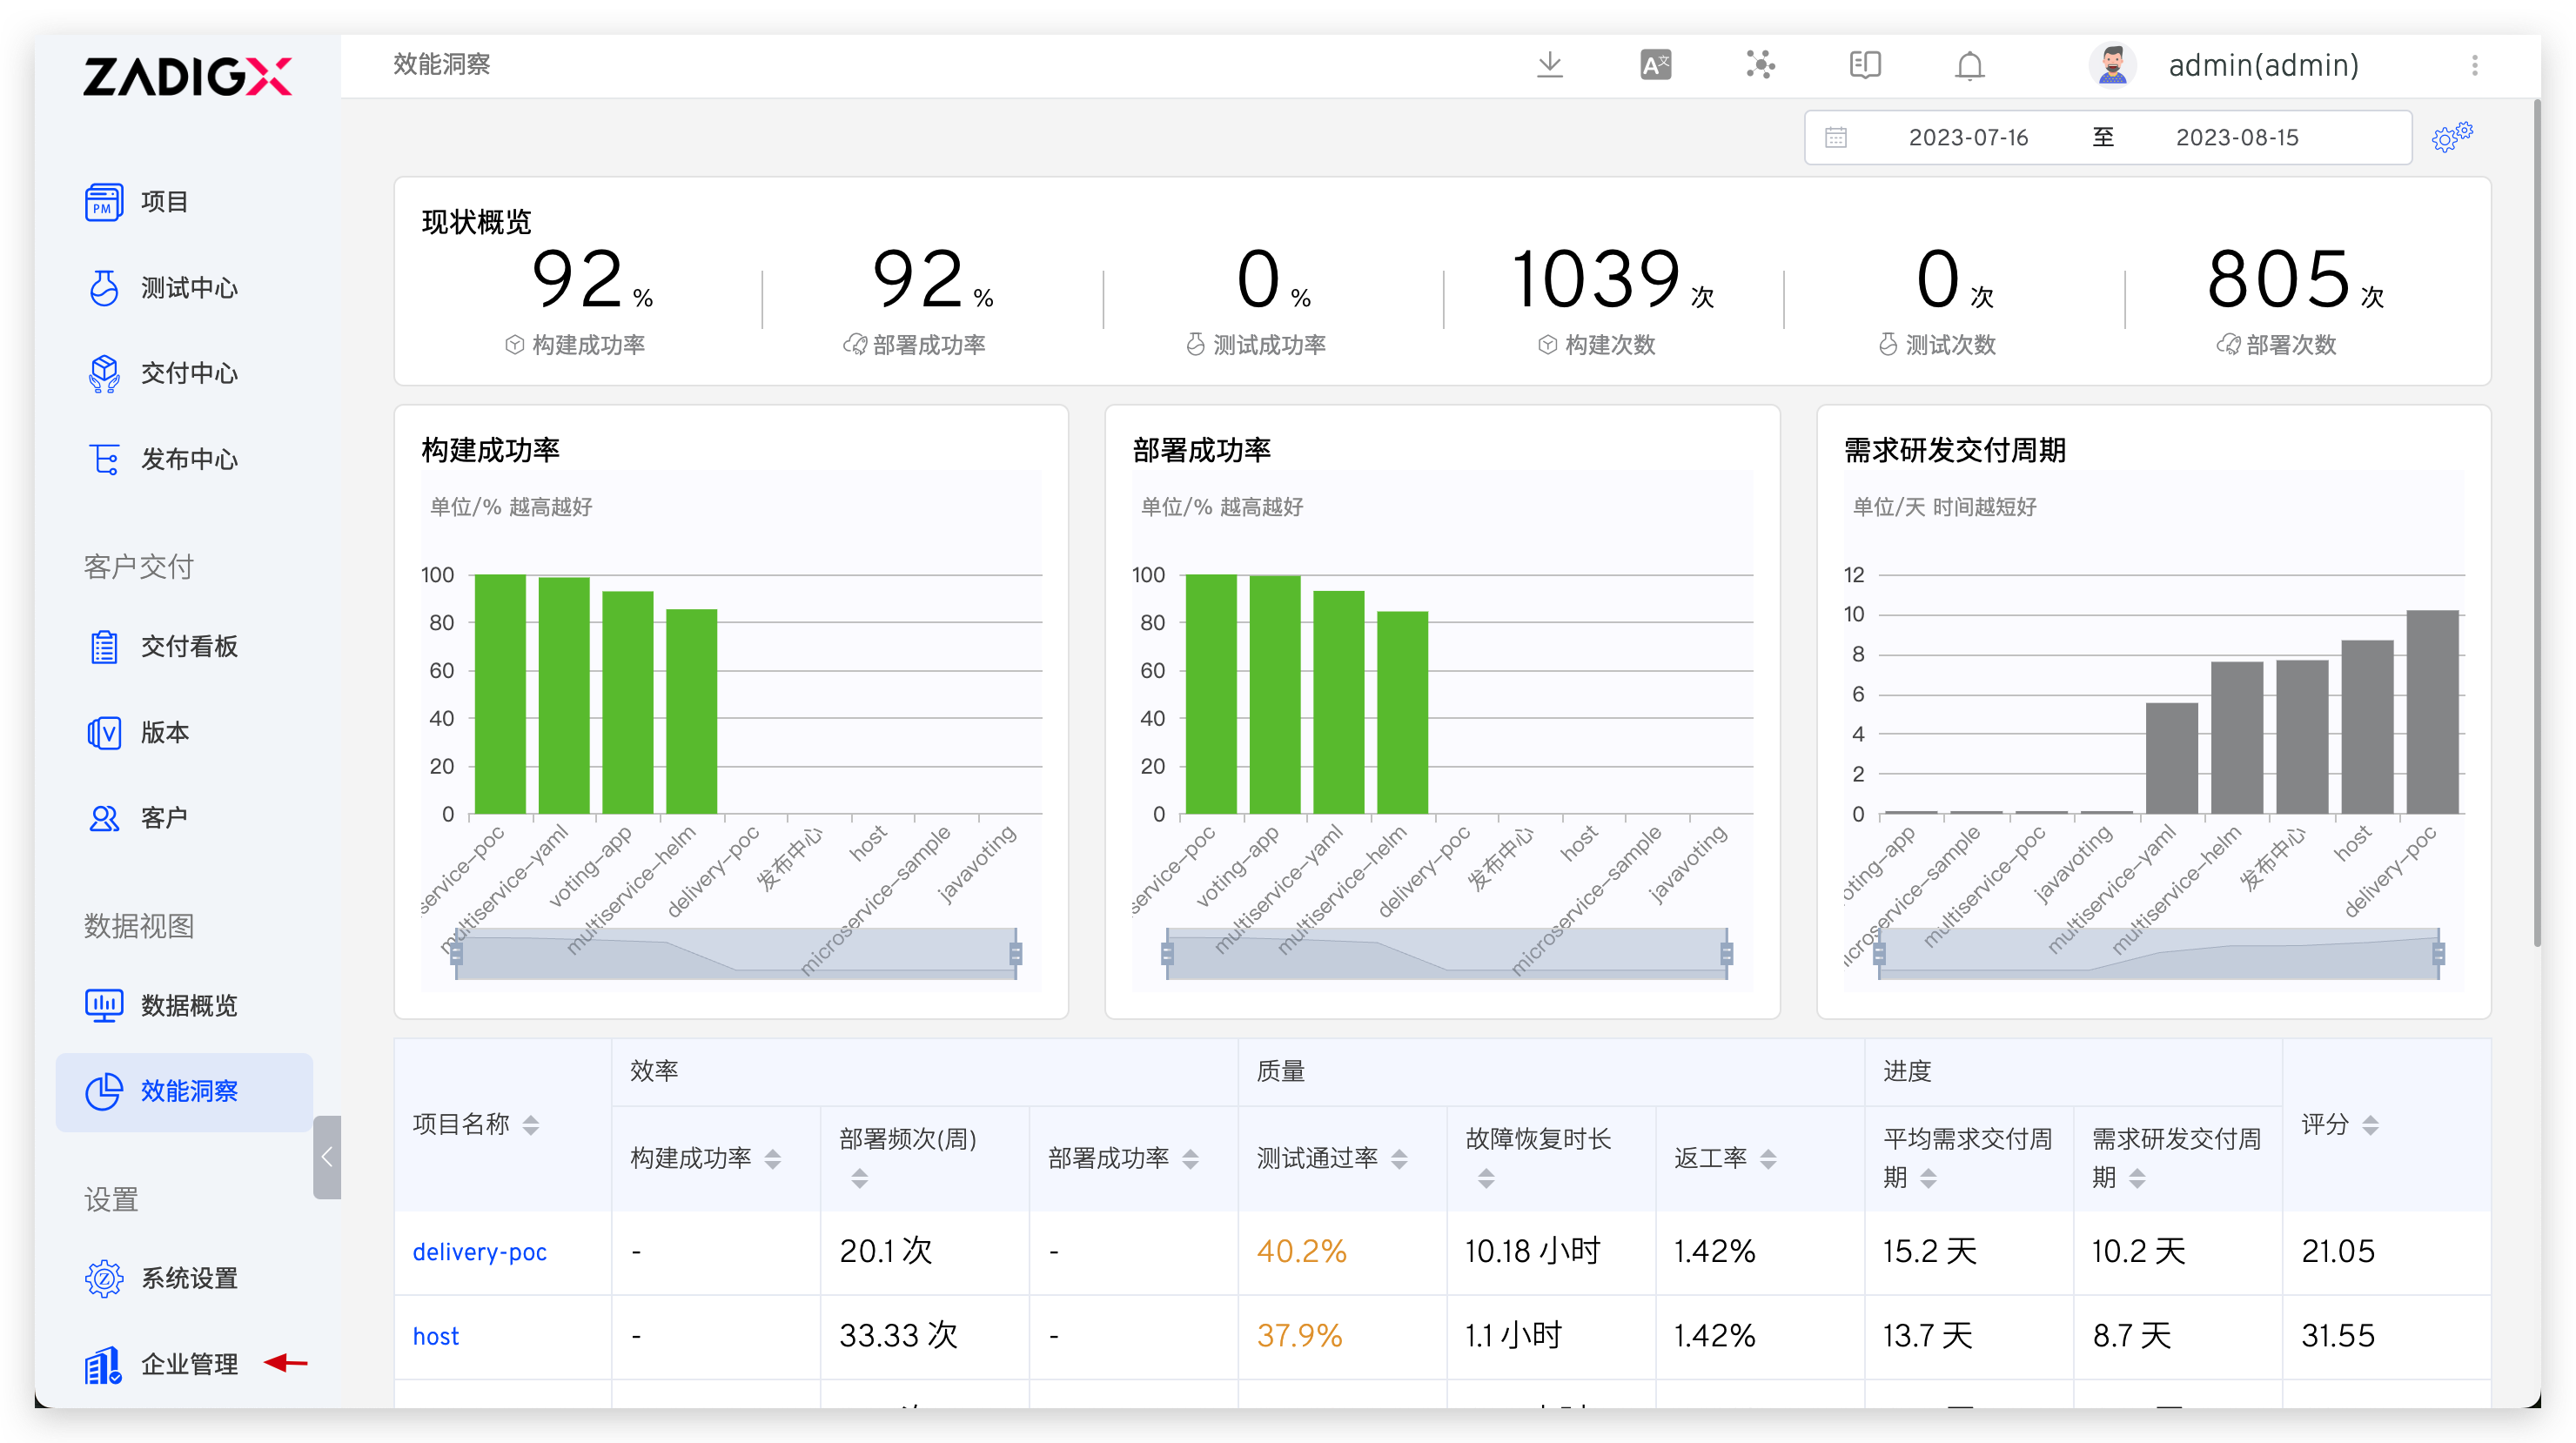 ZADIGX
效能洞察
admin(admin)
2023-07-16 至 2023-08-15
PM 项目
测试中心
交付中心
发布中心
客户交付
交付看板
版本
客户
数据视图
数据概览
效能洞察
设置
系统设置
企业管理
现状概览
92 % 92 % 0 % 1039 次 0 次 805 次
构建成功率 部署成功率 测试成功率 构建次数 测试次数 部署次数
构建成功率
单位/% 越高越好
100
80
60
40
20
0
service-poc multiservice-yaml voting-app multiservice-helm delivery-poc 发布中心 host microservice-sample javavoting
部署成功率
单位/% 越高越好
100
80
60
40
20
0
service-poc voting-app multiservice-yaml multiservice-helm delivery-poc 发布中心 host microservice-sample javavoting
需求研发交付周期
单位/天 时间越短好
12
10
8
6
4
2
0
oting-app icroservice-sample multiservice-poc javavoting multiservice-yaml multiservice-helm 发布中心 host delivery-poc
项目名称 效率 质量 进度 评分
构建成功率 部署频次(周) 部署成功率 测试通过率 故障恢复时长 返工率 平均需求交付周期 需求研发交付周期
delivery-poc - 20.1 次 - 40.2% 10.18 小时 1.42% 15.2 天 10.2 天 21.05
host - 33.33 次 - 37.9% 1.1 小时 1.42% 13.7 天 8.7 天 31.55